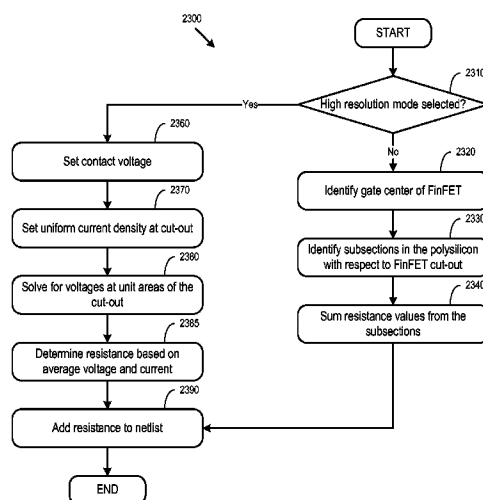 2300
START
2310
High resolution mode selected?
Yes
No
2360
Set contact voltage
2370
Set uniform current density at cut-out
2380
Solve for voltages at unit areas of
the cut-out
2385
Determine resistance based on
average voltage and current
2390
Add resistance to netlist
END
2320
Identify gate center of FinFET
2330
Identify subsections in the polysilicon
with respect to FinFET cut-out
2340
Sum resistance values from the
subsections